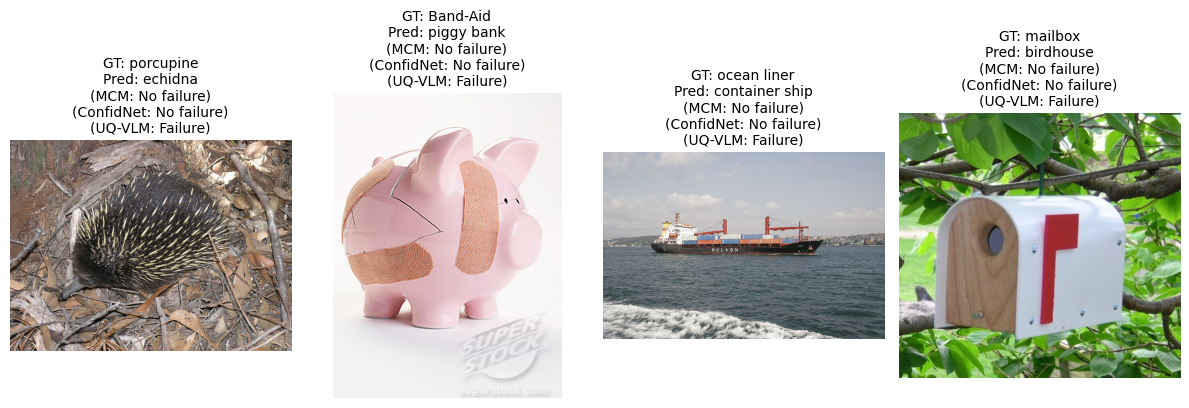 GT: porcupine
Pred: echidna
(MCM: No failure)
(ConfidNet: No failure)
(UQ-VLM: Failure)
GT: Band-Aid
Pred: piggy bank
(MCM: No failure)
(ConfidNet: No failure)
(UQ-VLM: Failure)
SUPER
STOCK
superstock.com
GT: ocean liner
Pred: container ship
(MCM: No failure)
(ConfidNet: No failure)
(UQ-VLM: Failure)
GT: mailbox
Pred: birdhouse
(MCM: No failure)
(ConfidNet: No failure)
(UQ-VLM: Failure)